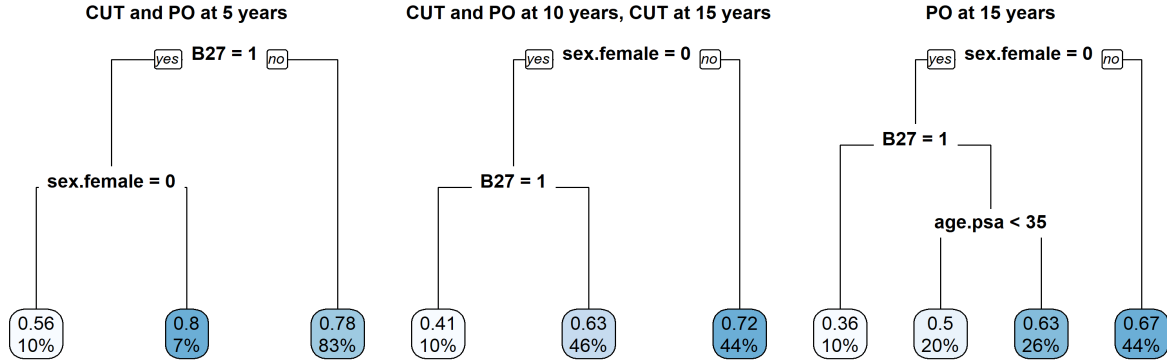 CUT and PO at 5 years
yes B27 = 1 no
sex.female = 0
0.56
10%
0.8
7%
0.78
83%
CUT and PO at 10 years, CUT at 15 years
yes sex.female = 0 no
B27 = 1
0.41
10%
0.63
46%
0.72
44%
PO at 15 years
yes sex.female = 0 no
B27 = 1
age.psa < 35
0.36
10%
0.5
20%
0.63
26%
0.67
44%